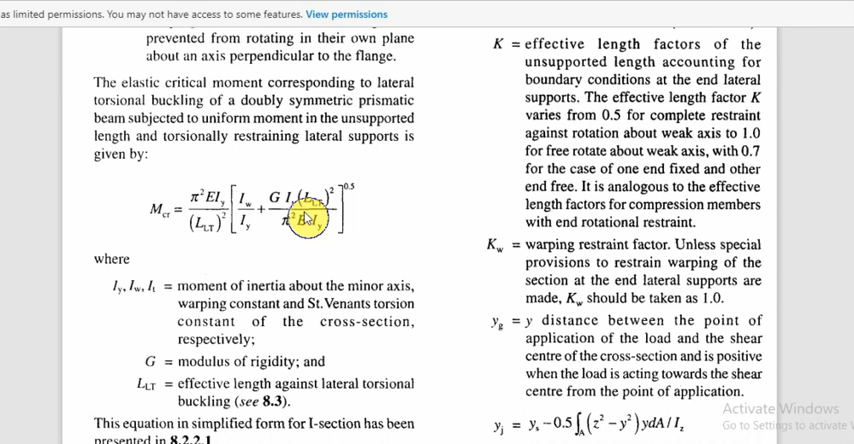 as limited permissions. You may not have access to some features. View permissions
prevented from rotating in their own plane
about an axis perpendicular to the flange.
The elastic critical moment corresponding to lateral
torsional buckling of a doubly symmetric prismatic
beam subjected to uniform moment in the unsupported
length and torsionally restraining lateral supports is
given by:
M_cr = π²EI_y / (L_LT)² [ I_w / I_y + G I_t (L_LT)² / π² E I_y ]^0.5
where
I_y, I_w, I_t = moment of inertia about the minor axis,
warping constant and St. Venants torsion
constant of the cross-section,
respectively;
G = modulus of rigidity; and
L_LT = effective length against lateral torsional
buckling (see 8.3).
This equation in simplified form for I-section has been
presented in 8.2.2.1
K = effective length factors of the
unsupported length accounting for
boundary conditions at the end lateral
supports. The effective length factor K
varies from 0.5 for complete restraint
against rotation about weak axis to 1.0
for free rotate about weak axis, with 0.7
for the case of one end fixed and other
end free. It is analogous to the effective
length factors for compression members
with end rotational restraint.
K_w = warping restraint factor. Unless special
provisions to restrain warping of the
section at the end lateral supports are
made, K_w should be taken as 1.0.
y_g = y distance between the point of
application of the load and the shear
centre of the cross-section and is positive
when the load is acting towards the shear
centre from the point of application.
y_j = y_s − 0.5 ∫_A (z² − y²) y dA / I_z
Activate Windows
Go to Settings to activate